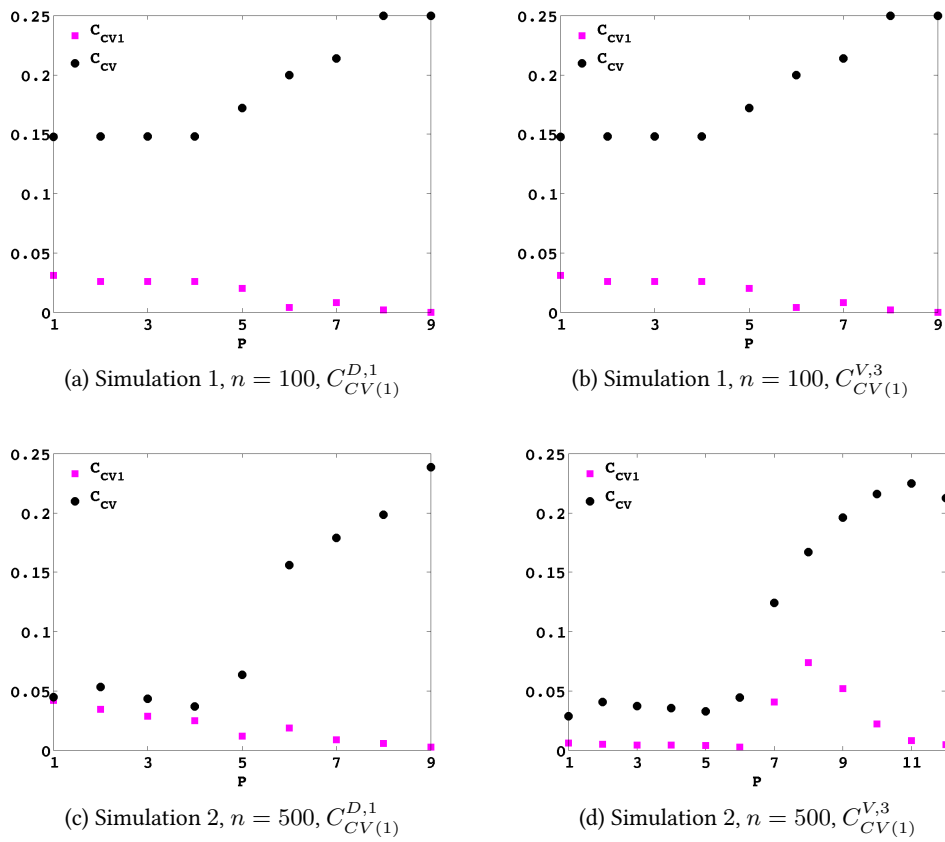 0.25
C_CV1
C_CV
0.2
0.15
0.1
0.05
0
1 3 5 7 9
P
(a) Simulation 1, n = 100, C^{D,1}_{CV(1)}
0.25
C_CV1
C_CV
0.2
0.15
0.1
0.05
0
1 3 5 7 9
P
(b) Simulation 1, n = 100, C^{V,3}_{CV(1)}
0.25
C_CV1
C_CV
0.2
0.15
0.1
0.05
0
1 3 5 7 9
P
(c) Simulation 2, n = 500, C^{D,1}_{CV(1)}
0.25
C_CV1
C_CV
0.2
0.15
0.1
0.05
0
1 3 5 7 9 11
P
(d) Simulation 2, n = 500, C^{V,3}_{CV(1)}